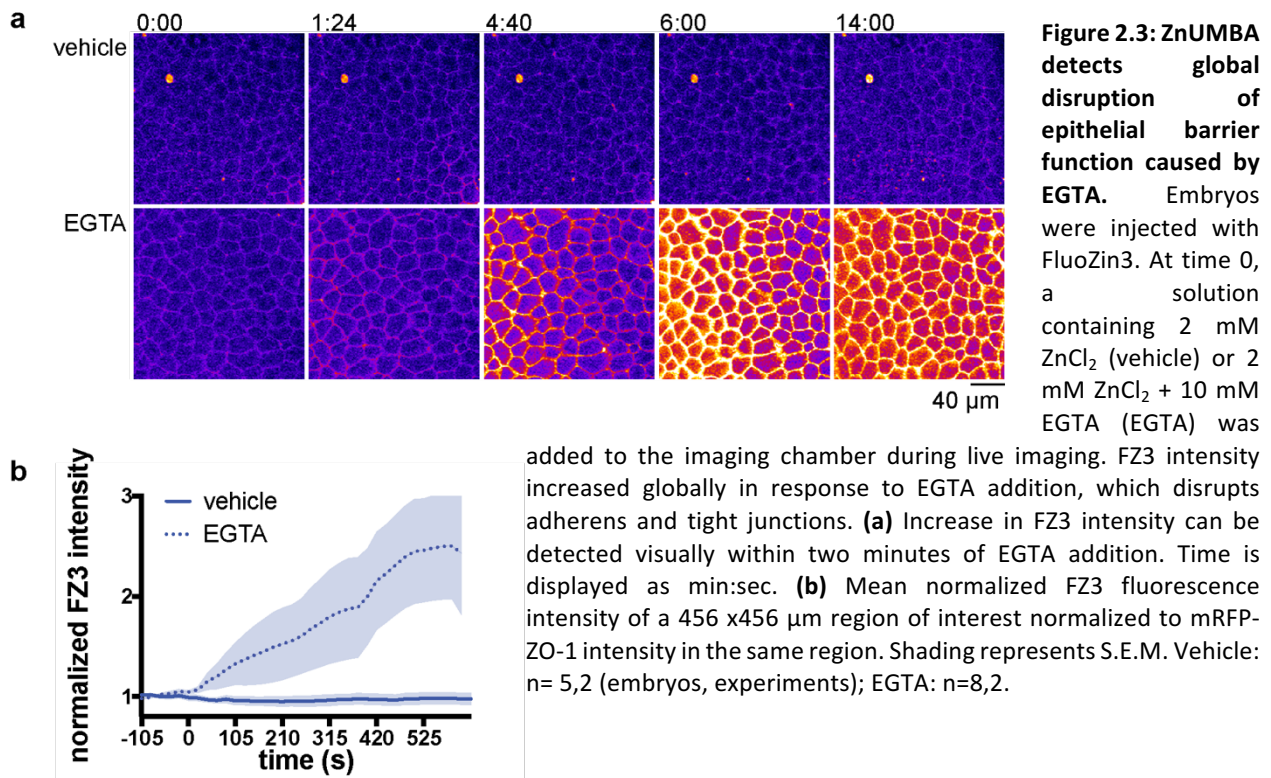 a
0:00 1:24 4:40 6:00 14:00
vehicle
EGTA
40 µm
Figure 2.3: ZnUMBA
detects global
disruption of
epithelial barrier
function caused by
EGTA. Embryos
were injected with
FluoZin3. At time 0,
a solution
containing 2 mM
ZnCl₂ (vehicle) or 2
mM ZnCl₂ + 10 mM
EGTA (EGTA) was
added to the imaging chamber during live imaging. FZ3 intensity
increased globally in response to EGTA addition, which disrupts
adherens and tight junctions. (a) Increase in FZ3 intensity can be
detected visually within two minutes of EGTA addition. Time is
displayed as min:sec. (b) Mean normalized FZ3 fluorescence
intensity of a 456 x456 µm region of interest normalized to mRFP-
ZO-1 intensity in the same region. Shading represents S.E.M. Vehicle:
n= 5,2 (embryos, experiments); EGTA: n=8,2.
b
normalized FZ3 intensity
3
2
1
vehicle
EGTA
-105 0 105 210 315 420 525
time (s)